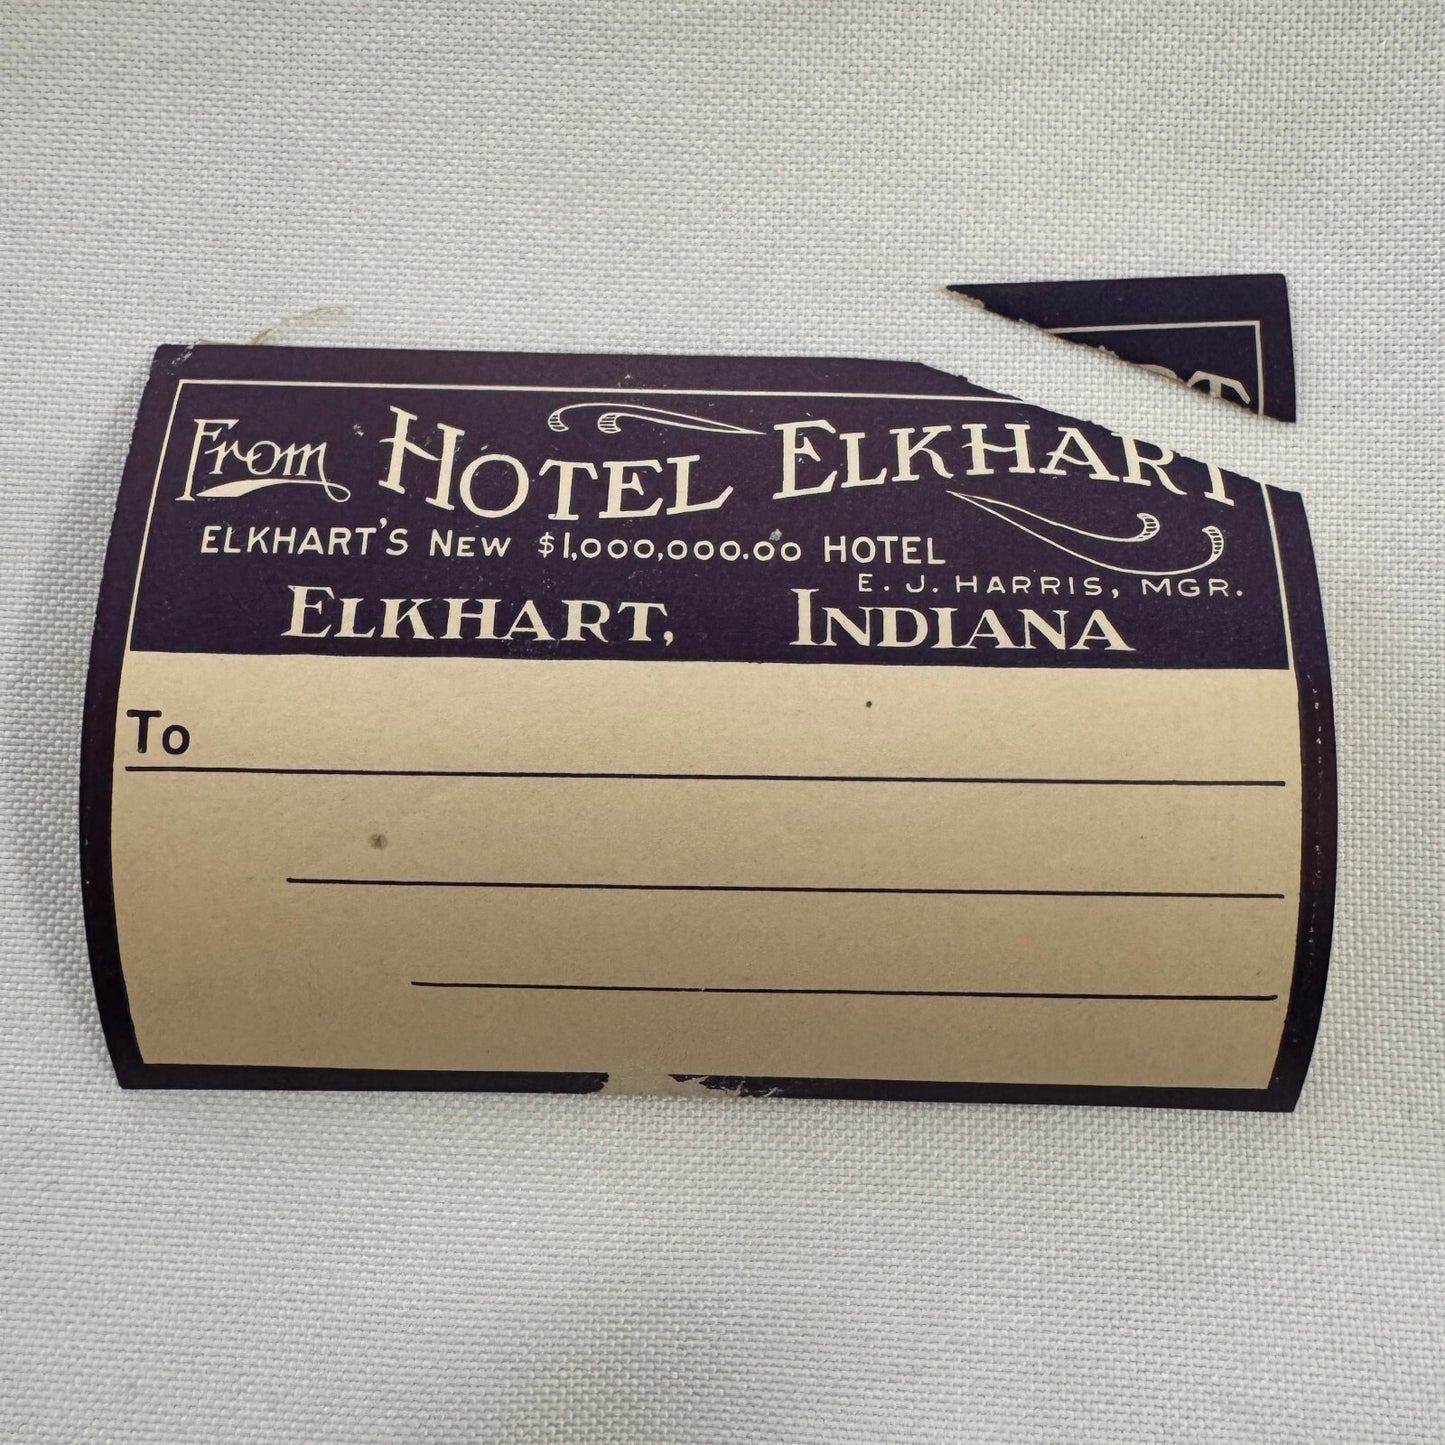 From HOTEL ELKHART
ELKHART'S NEW $1,000,000.00 HOTEL
E. J. HARRIS, MGR.
ELKHART, INDIANA
To